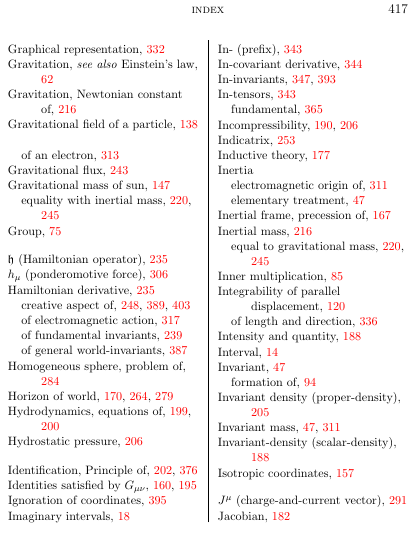 INDEX 417
Graphical representation, 332
Gravitation, see also Einstein's law,
62
Gravitation, Newtonian constant
of, 216
Gravitational field of a particle, 138
of an electron, 313
Gravitational flux, 243
Gravitational mass of sun, 147
equality with inertial mass, 220,
245
Group, 75
𝔥 (Hamiltonian operator), 235
hμ (ponderomotive force), 306
Hamiltonian derivative, 235
creative aspect of, 248, 389, 403
of electromagnetic action, 317
of fundamental invariants, 239
of general world-invariants, 387
Homogeneous sphere, problem of,
284
Horizon of world, 170, 264, 279
Hydrodynamics, equations of, 199,
200
Hydrostatic pressure, 206
Identification, Principle of, 202, 376
Identities satisfied by Gμν, 160, 195
Ignoration of coordinates, 395
Imaginary intervals, 18
In- (prefix), 343
In-covariant derivative, 344
In-invariants, 347, 393
In-tensors, 343
fundamental, 365
Incompressibility, 190, 206
Indicatrix, 253
Inductive theory, 177
Inertia
electromagnetic origin of, 311
elementary treatment, 47
Inertial frame, precession of, 167
Inertial mass, 216
equal to gravitational mass, 220,
245
Inner multiplication, 85
Integrability of parallel
displacement, 120
of length and direction, 336
Intensity and quantity, 188
Interval, 14
Invariant, 47
formation of, 94
Invariant density (proper-density),
205
Invariant mass, 47, 311
Invariant-density (scalar-density),
188
Isotropic coordinates, 157
J^μ (charge-and-current vector), 291
Jacobian, 182